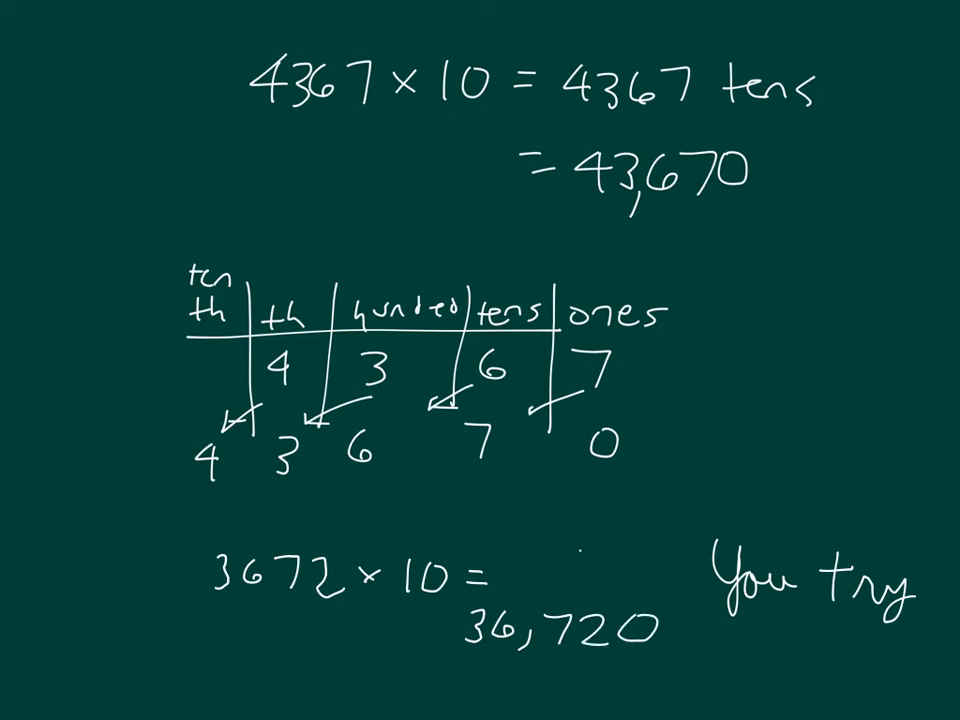 4367 × 10 = 4367 tens
= 43,670
ten
th th hundred tens ones
4 3 6 7
4 3 6 7 0
3672 × 10 = You try
36,720